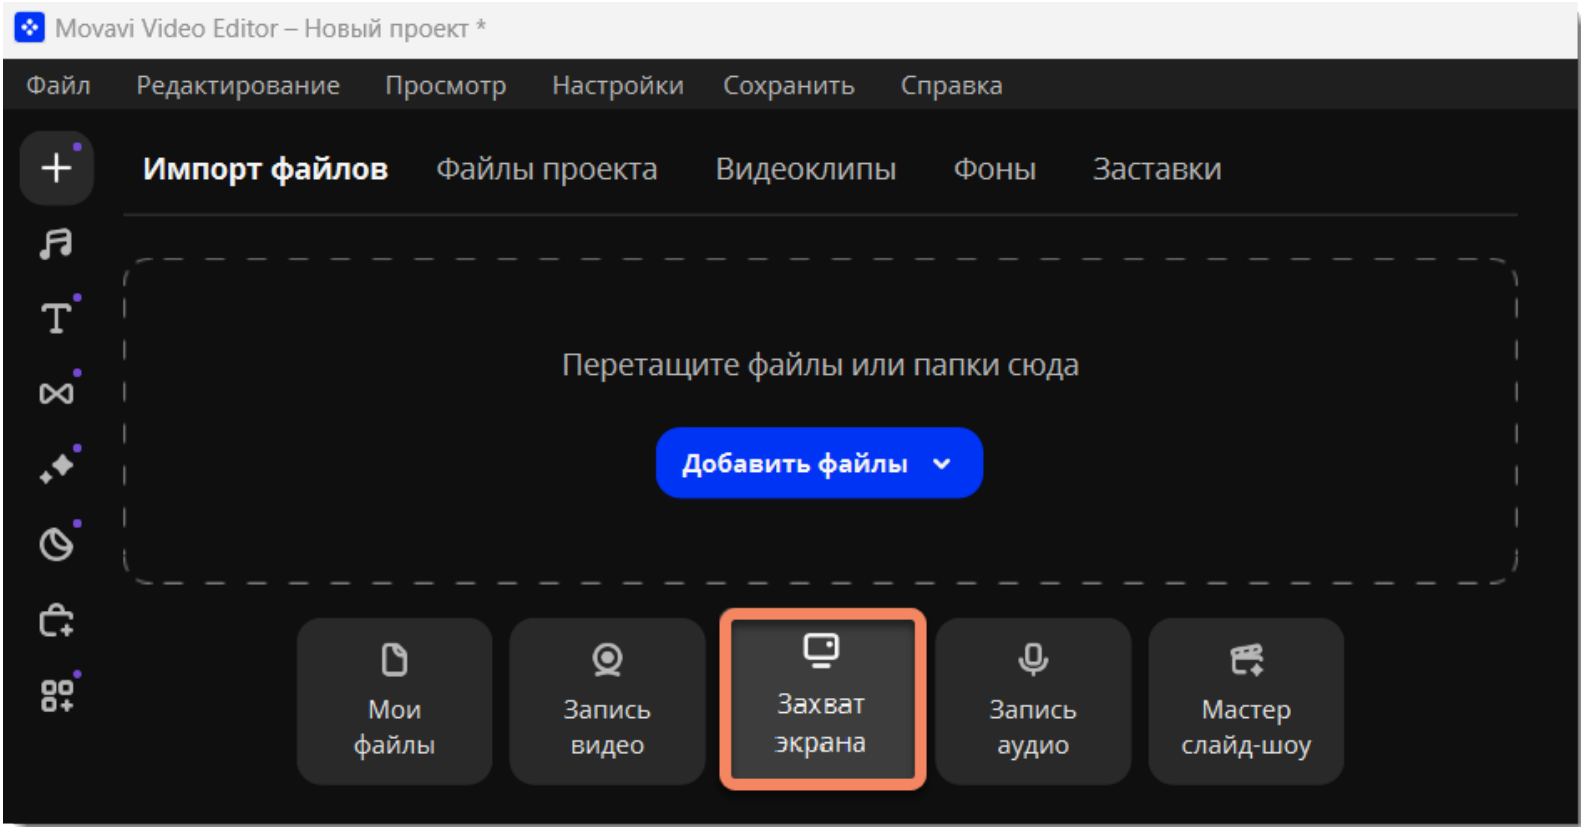 Movavi Video Editor – Новый проект *
Файл Редактирование Просмотр Настройки Сохранить Справка
Импорт файлов Файлы проекта Видеоклипы Фоны Заставки
Перетащите файлы или папки сюда
Добавить файлы
Мои
файлы
Запись
видео
Захват
экрана
Запись
аудио
Мастер
слайд-шоу